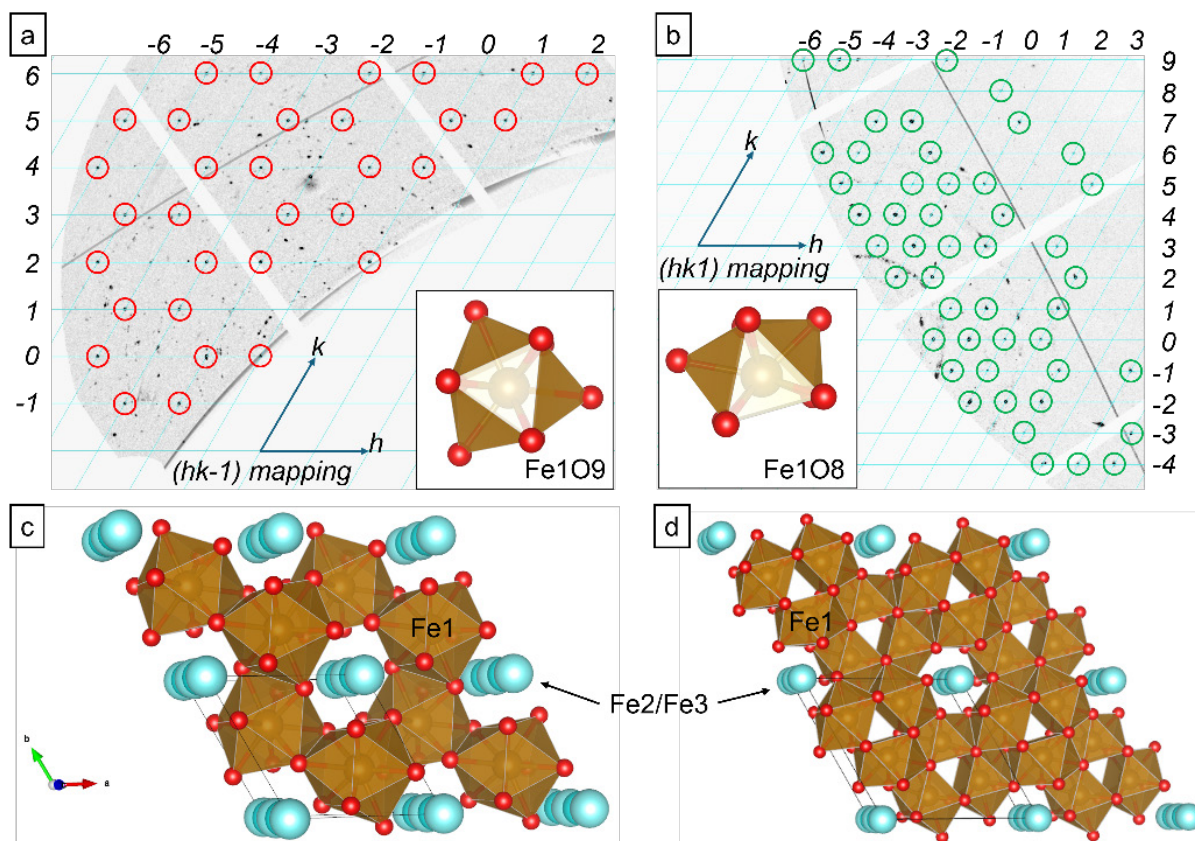 a
-6 -5 -4 -3 -2 -1 0 1 2
6
5
4
3
2
1
0
-1
k
h
(hk-1) mapping
Fe1O9
b
-6 -5 -4 -3 -2 -1 0 1 2 3
9
8
7
6
5
4
3
2
1
0
-1
-2
-3
-4
k
h
(hk1) mapping
Fe1O8
c
Fe1
b
a
d
Fe1
Fe2/Fe3